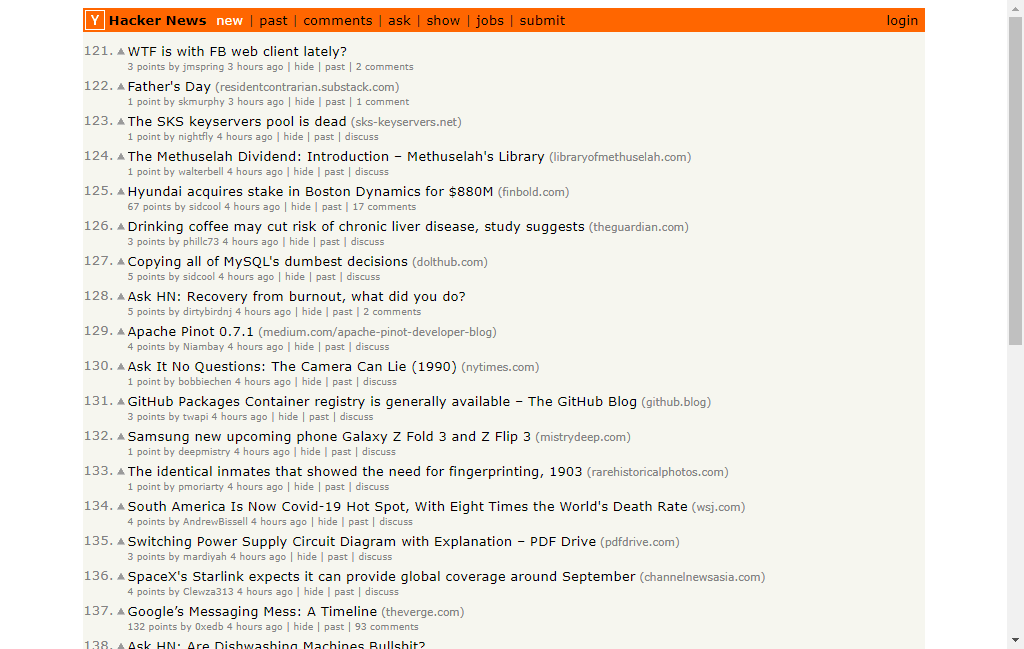 Y Hacker News new | past | comments | ask | show | jobs | submit login
121. WTF is with FB web client lately?
3 points by jmspring 3 hours ago | hide | past | 2 comments
122. Father's Day (residentcontrarian.substack.com)
1 point by skmurphy 3 hours ago | hide | past | 1 comment
123. The SKS keyservers pool is dead (sks-keyservers.net)
1 point by nightfly 4 hours ago | hide | past | discuss
124. The Methuselah Dividend: Introduction – Methuselah's Library (libraryofmethuselah.com)
1 point by walterbell 4 hours ago | hide | past | discuss
125. Hyundai acquires stake in Boston Dynamics for $880M (finbold.com)
67 points by sidcool 4 hours ago | hide | past | 17 comments
126. Drinking coffee may cut risk of chronic liver disease, study suggests (theguardian.com)
3 points by phillc73 4 hours ago | hide | past | discuss
127. Copying all of MySQL's dumbest decisions (dolthub.com)
5 points by sidcool 4 hours ago | hide | past | discuss
128. Ask HN: Recovery from burnout, what did you do?
5 points by dirtybirdnj 4 hours ago | hide | past | 2 comments
129. Apache Pinot 0.7.1 (medium.com/apache-pinot-developer-blog)
4 points by Niambay 4 hours ago | hide | past | discuss
130. Ask It No Questions: The Camera Can Lie (1990) (nytimes.com)
1 point by bobbiechen 4 hours ago | hide | past | discuss
131. GitHub Packages Container registry is generally available – The GitHub Blog (github.blog)
3 points by twapi 4 hours ago | hide | past | discuss
132. Samsung new upcoming phone Galaxy Z Fold 3 and Z Flip 3 (mistrydeep.com)
1 point by deepmistry 4 hours ago | hide | past | discuss
133. The identical inmates that showed the need for fingerprinting, 1903 (rarehistoricalphotos.com)
1 point by pmoriarty 4 hours ago | hide | past | discuss
134. South America Is Now Covid-19 Hot Spot, With Eight Times the World's Death Rate (wsj.com)
4 points by AndrewBissell 4 hours ago | hide | past | discuss
135. Switching Power Supply Circuit Diagram with Explanation – PDF Drive (pdfdrive.com)
3 points by mardiyah 4 hours ago | hide | past | discuss
136. SpaceX's Starlink expects it can provide global coverage around September (channelnewsasia.com)
4 points by Clewza313 4 hours ago | hide | past | discuss
137. Google’s Messaging Mess: A Timeline (theverge.com)
132 points by 0xedb 4 hours ago | hide | past | 93 comments
138. Ask HN: Are Dishwashing Machines Bullshit?